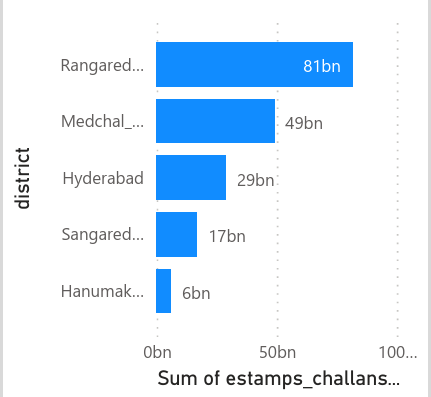 Rangared...
81bn
Medchal_...
49bn
Hyderabad
29bn
Sangared...
17bn
Hanumak...
6bn
district
0bn
50bn
100...
Sum of estamps_challans...